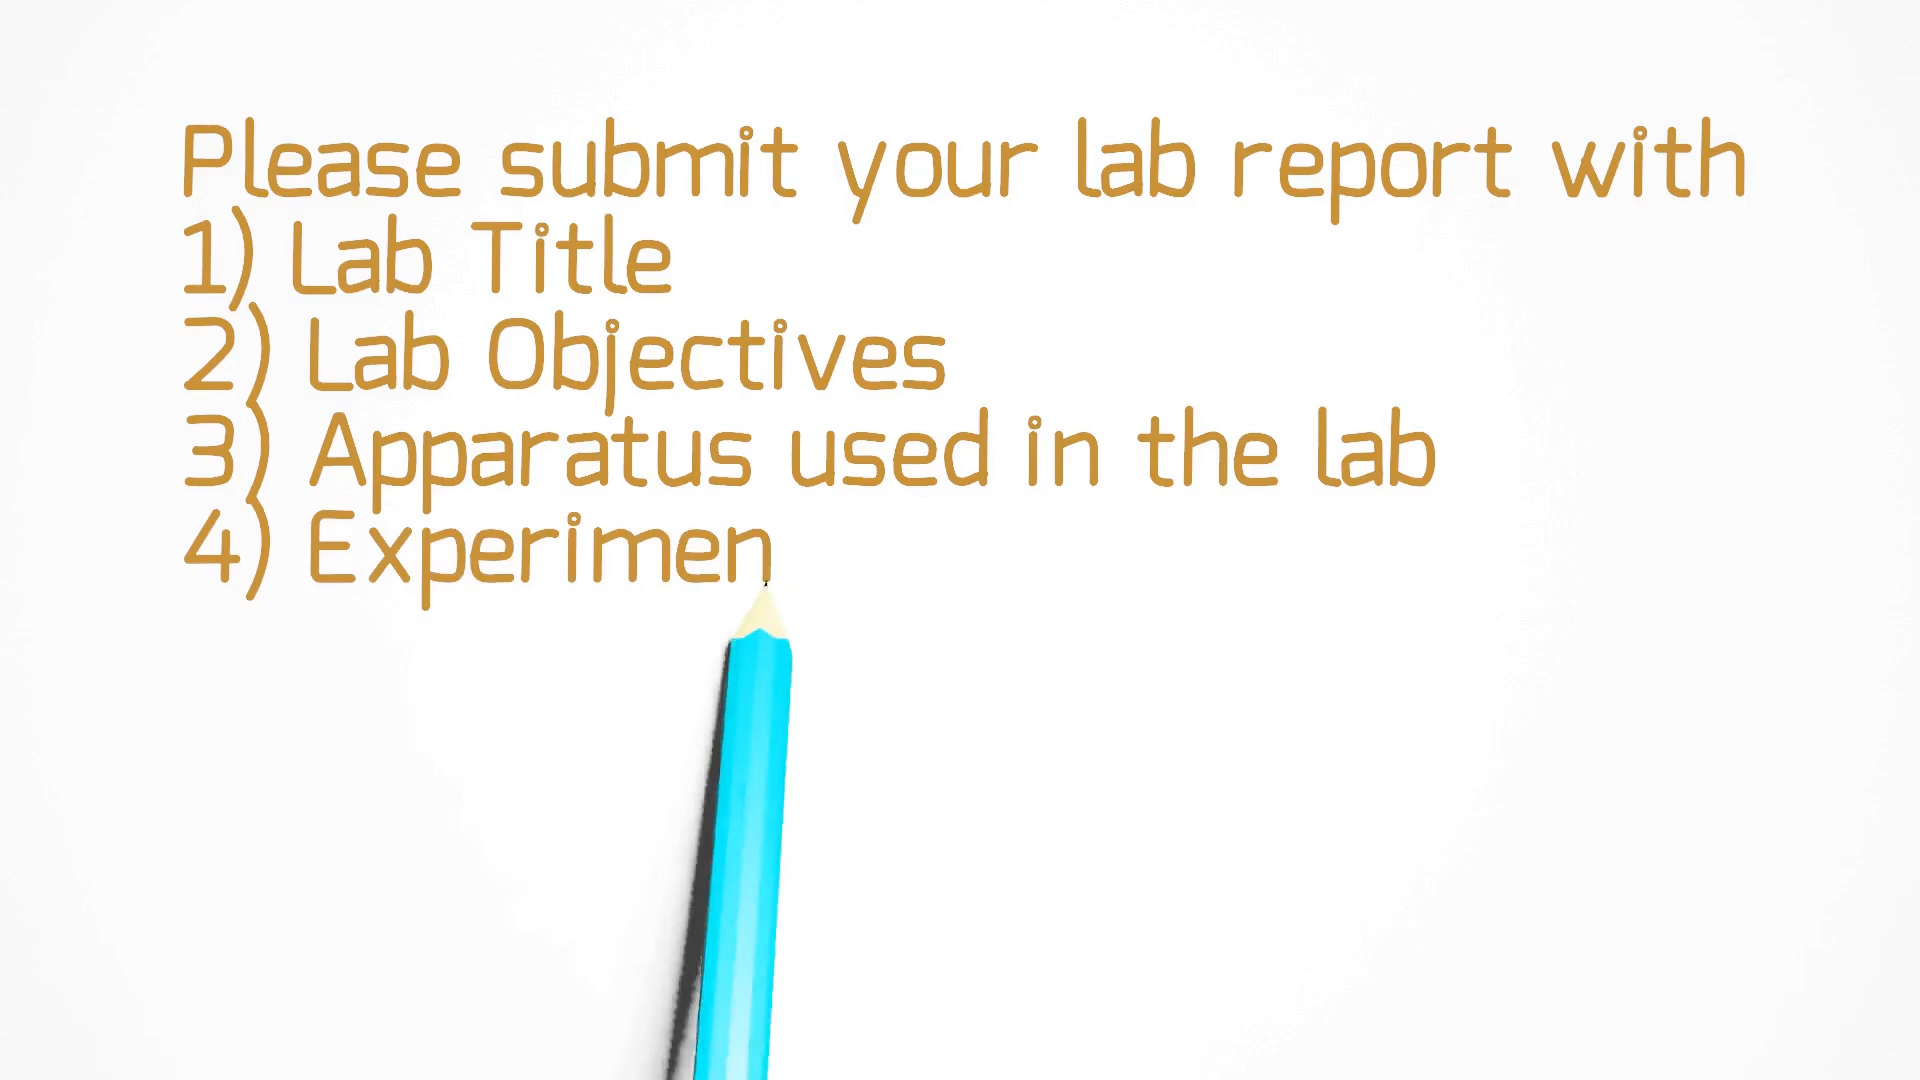 Please submit your lab report with
1) Lab Title
2) Lab Objectives
3) Apparatus used in the lab
4) Experimen